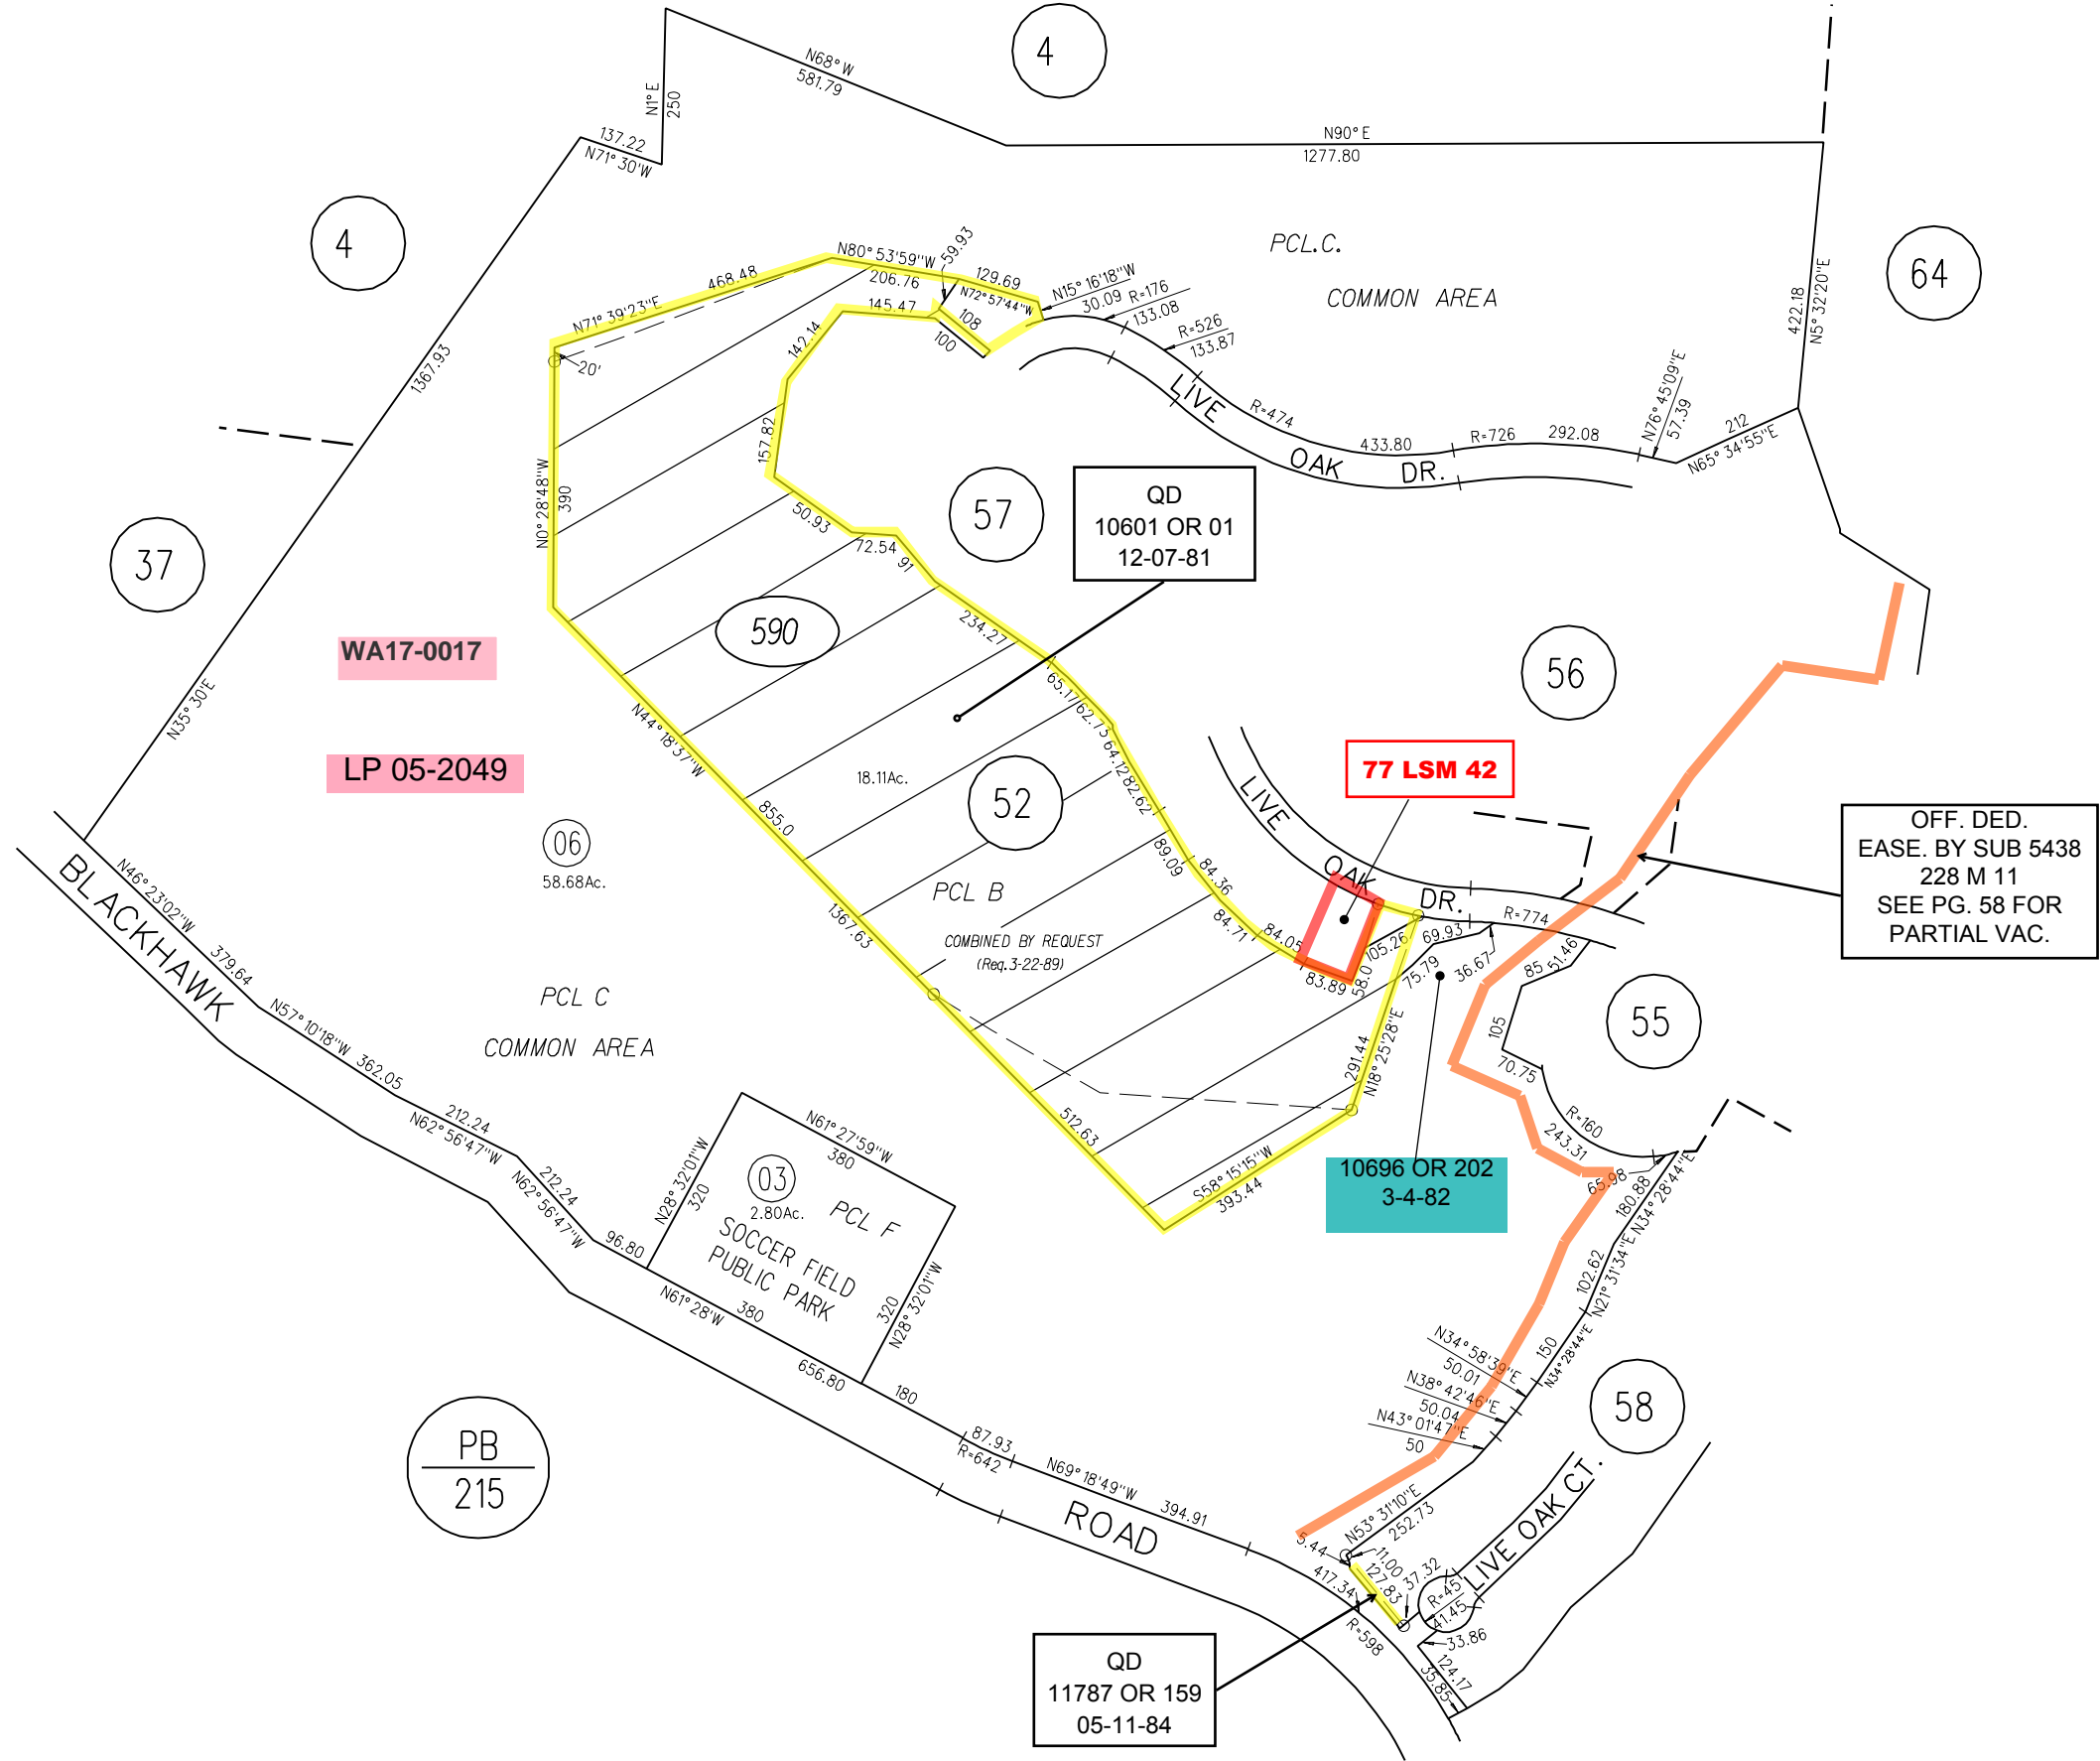 4
N68°W
581.79
N1°E
250
137.22
N71°30'W
N90°E
1277.80
4
64
PCL.C.
COMMON AREA
422.18
N5°32'20"E
N80°53'59"W
206.76
59.93
129.69
N72°57'44"W
N15°16'18"W
30.09
R=176
133.08
R=526
133.87
468.48
N71°39'23"E
145.47
108
100
142.14
20'
1367.93
157.82
LIVE
OAK
DR.
R=474
433.80
R=726
292.08
N76°45'09"E
57.39
212
N65°34'55"E
N0°28'48"W
390
50.93
72.54
91
57
QD
10601 OR 01
12-07-81
37
590
234.27
WA17-0017
LP 05-2049
N35°30'E
N44°18'37"W
65.17
62.73
64.12
82.62
56
18.11Ac.
52
77 LSM 42
LIVE
OAK
DR.
R=774
OFF. DED.
EASE. BY SUB 5438
228 M 11
SEE PG. 58 FOR
PARTIAL VAC.
06
58.68Ac.
855.0
1367.63
PCL B
COMBINED BY REQUEST
(Req.3-22-89)
89.09
84.36
84.71
84.05
83.89
58.0
105.26
69.93
75.79
36.67
85
51.46
105
70.75
55
BLACKHAWK
N46°23'02"W
379.64
N57°10'18"W
362.05
PCL C
COMMON AREA
291.44
N18°25'28"E
212.24
N62°56'47"W
212.24
N62°56'47"W
512.63
S58°15'15"W
393.44
10696 OR 202
3-4-82
R=160
243.31
65.98
180.88
N34°28'44"E
N61°27'59"W
380
N28°32'01"W
320
03
2.80Ac.
PCL F
SOCCER FIELD
PUBLIC PARK
320
N28°32'01"W
96.80
N61°28'W
380
656.80
180
102.62
N21°31'34"E
150
N34°28'44"E
N34°58'39"E
50.01
N38°42'46"E
50.04
N43°01'47"E
50
58
PB
215
87.93
R=642
N69°18'49"W
394.91
ROAD
N53°31'10"E
252.73
5.44
11.00
127.83
417.34
37.32
R=598
LIVE OAK CT.
R=45
41.45
33.86
124.17
35.85
QD
11787 OR 159
05-11-84